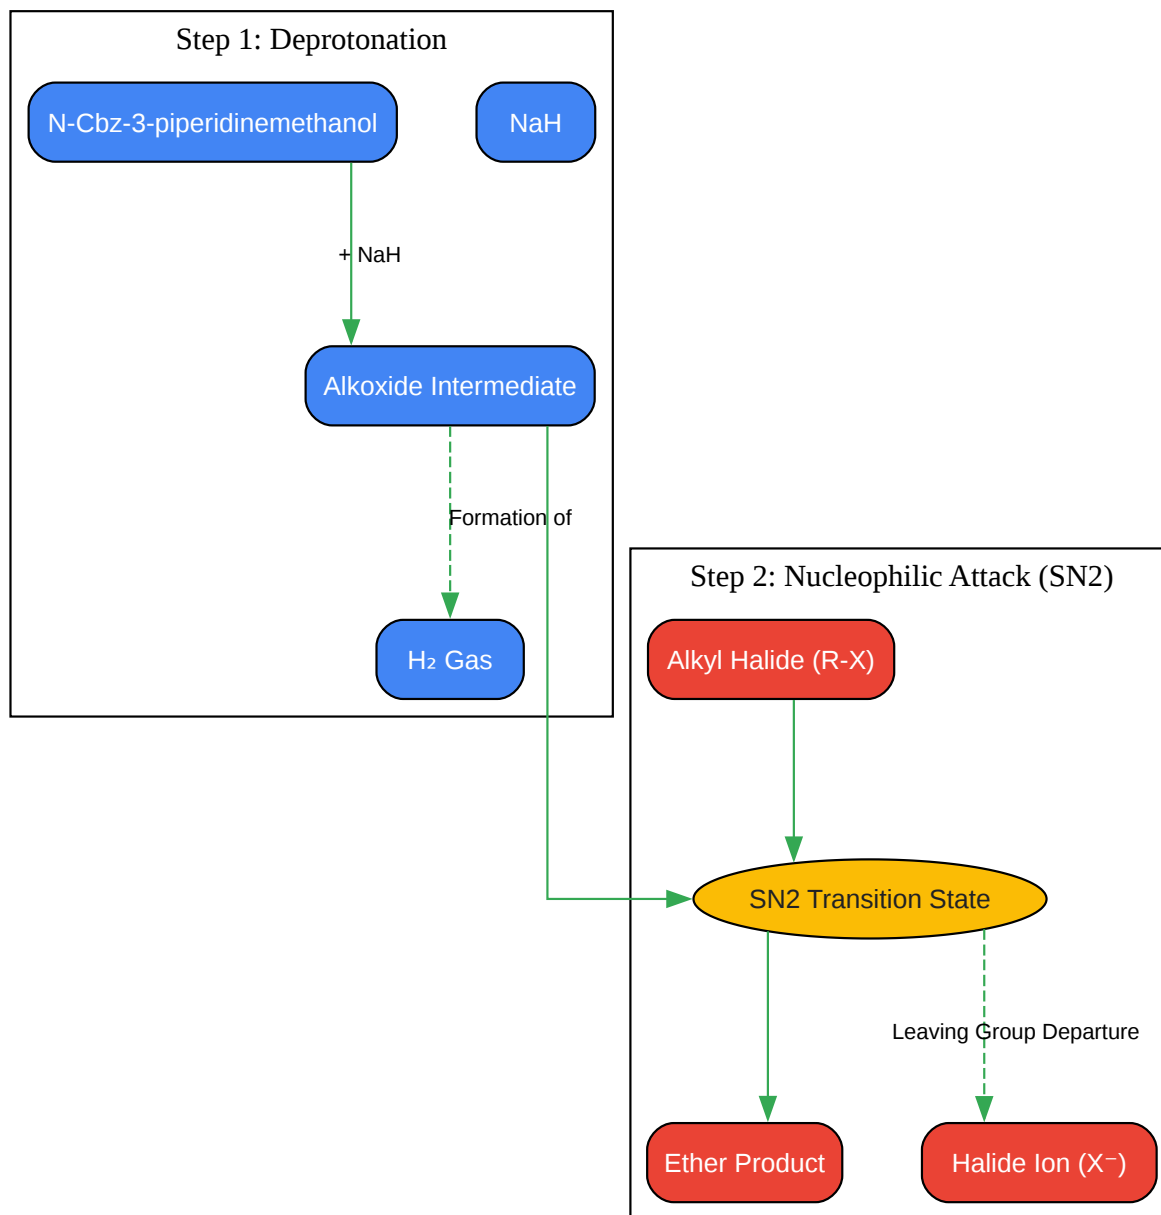 Step 1: Deprotonation
N-Cbz-3-piperidinemethanol
NaH
+ NaH
Alkoxide Intermediate
Formation of
H₂ Gas
Step 2: Nucleophilic Attack (SN2)
Alkyl Halide (R-X)
SN2 Transition State
Leaving Group Departure
Ether Product
Halide Ion (X⁻)